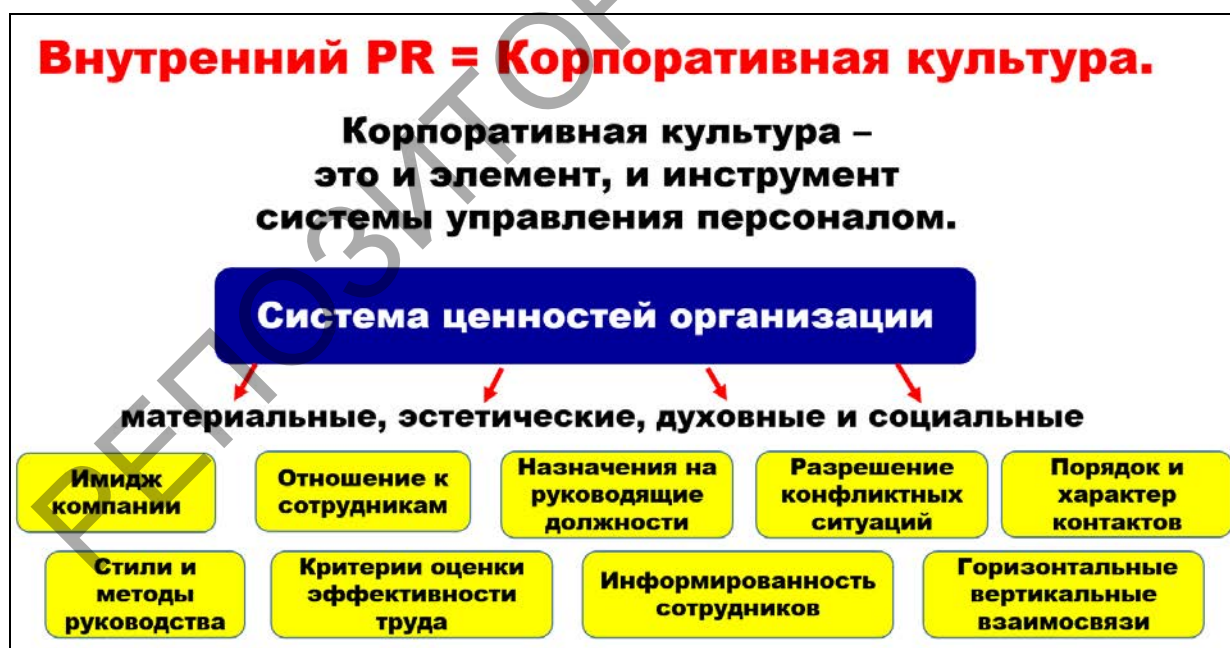 Внутренний PR = Корпоративная культура.
Корпоративная культура –
это и элемент, и инструмент
системы управления персоналом.
Система ценностей организации
материальные, эстетические, духовные и социальные
Имидж
компании
Отношение к
сотрудникам
Назначения на
руководящие
должности
Разрешение
конфликтных
ситуаций
Порядок и
характер
контактов
Стили и
методы
руководства
Критерии оценки
эффективности
труда
Информированность
сотрудников
Горизонтальные
вертикальные
взаимосвязи